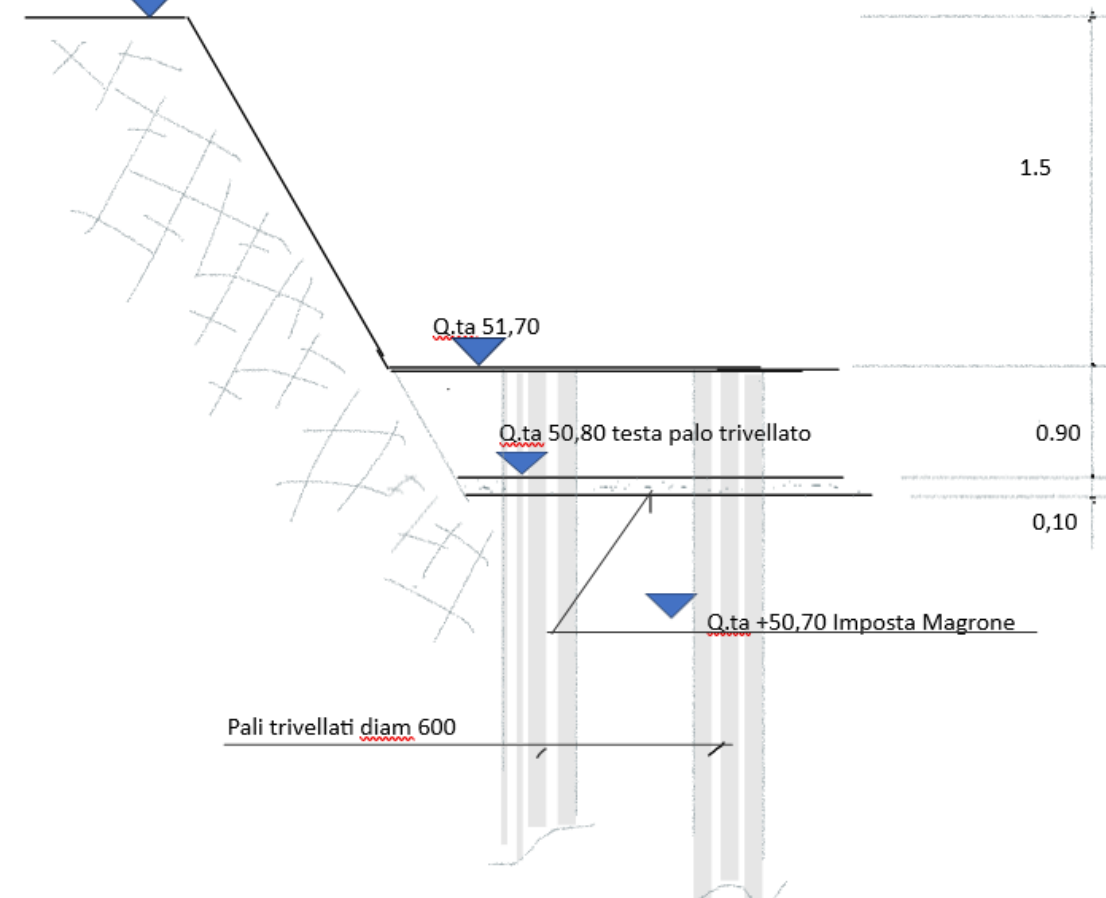 1.5
Q.ta 51,70
Q.ta 50,80 testa palo trivellato
0.90
0,10
Q.ta +50,70 Imposta Magrone
Pali trivellati diam 600